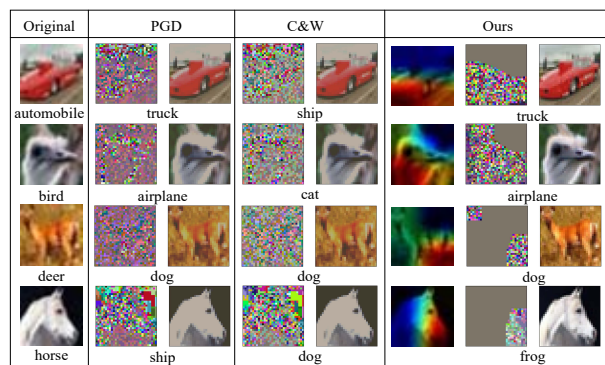 Original PGD C&W Ours
automobile truck ship truck
bird airplane cat airplane
deer dog dog dog
horse ship dog frog